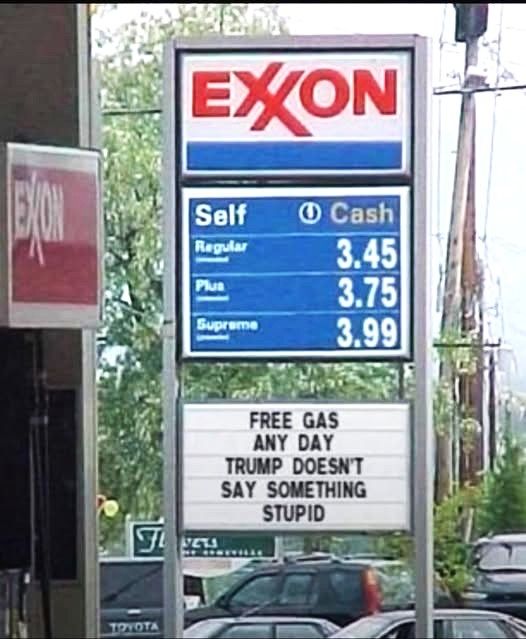 EXXON
EXXON
Self Cash
Regular 3.45
Plus 3.75
Supreme 3.99
FREE GAS
ANY DAY
TRUMP DOESN'T
SAY SOMETHING
STUPID
TOYOTA